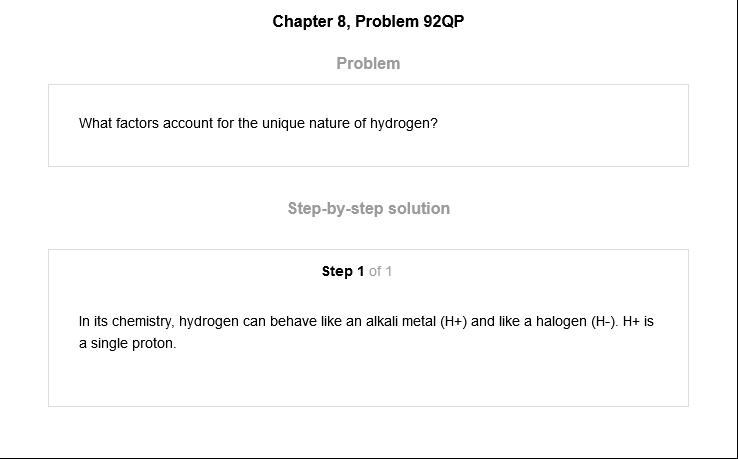 Chapter 8, Problem 92QP
Problem
What factors account for the unique nature of hydrogen?
Step-by-step solution
Step 1 of 1
In its chemistry, hydrogen can behave like an alkali metal (H+) and like a halogen (H-). H+ is
a single proton.